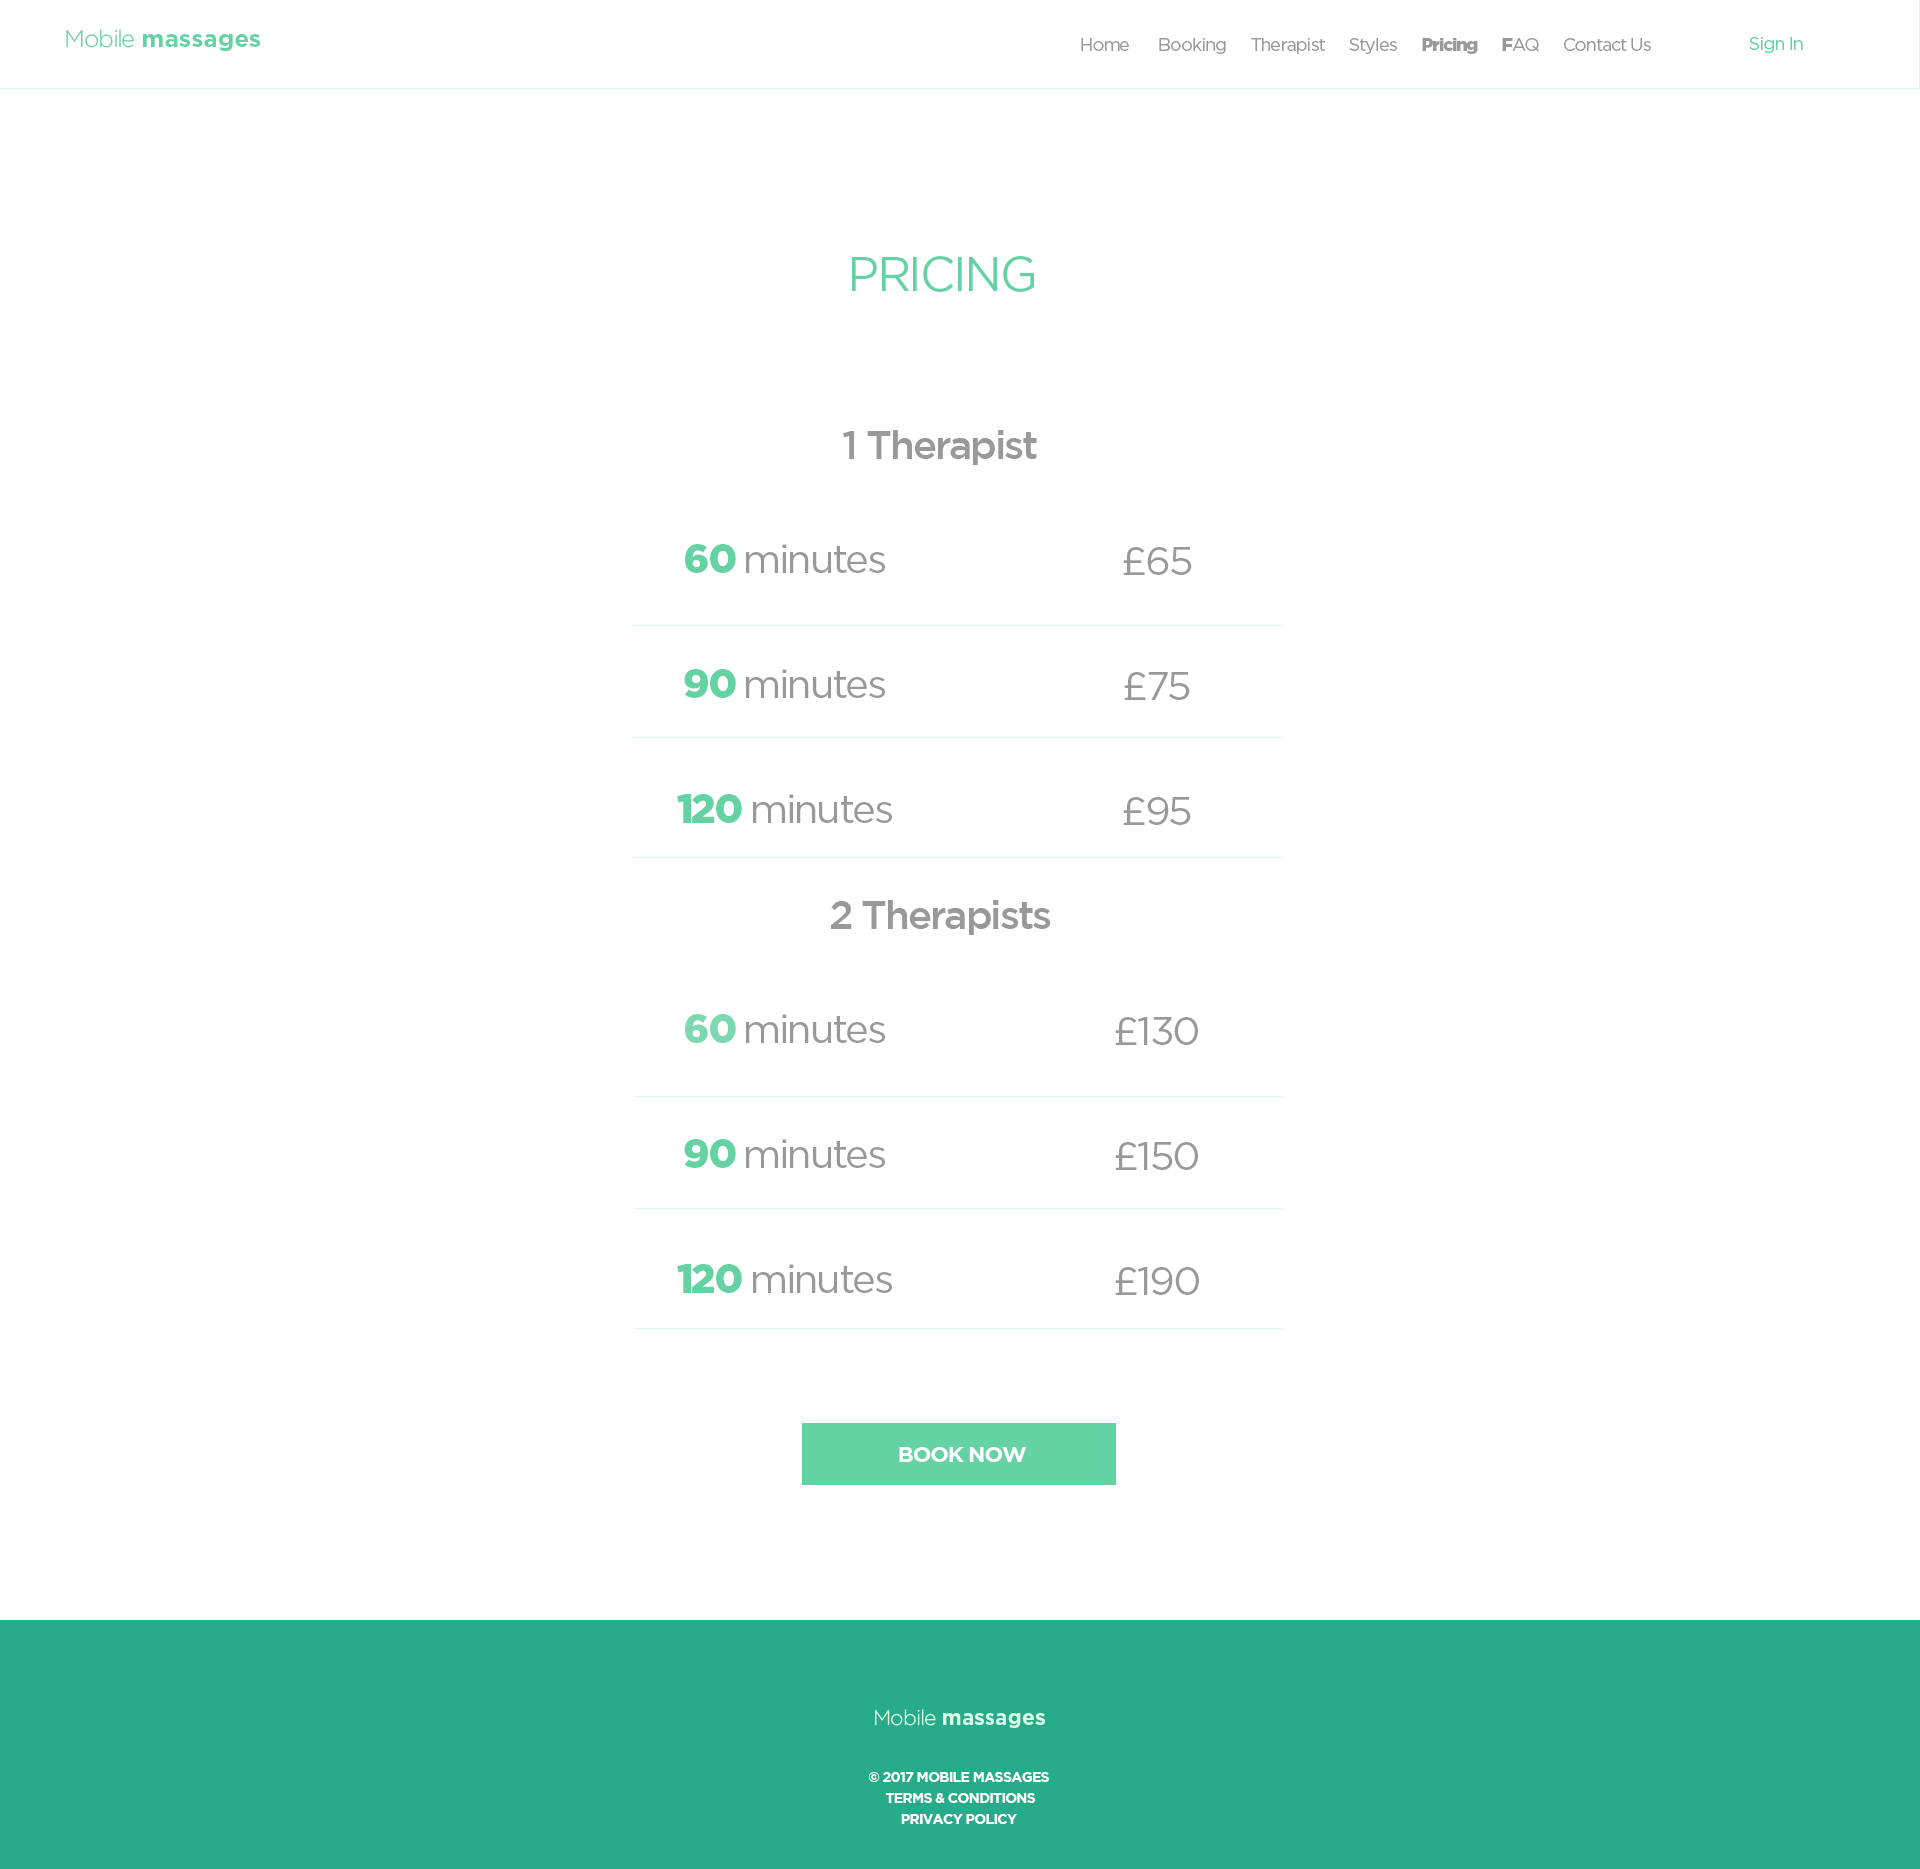 Mobile massages
Home Booking Therapist Styles Pricing FAQ Contact Us Sign In
PRICING
1 Therapist
60 minutes £65
90 minutes £75
120 minutes £95
2 Therapists
60 minutes £130
90 minutes £150
120 minutes £190
BOOK NOW
Mobile massages
© 2017 MOBILE MASSAGES
TERMS & CONDITIONS
PRIVACY POLICY